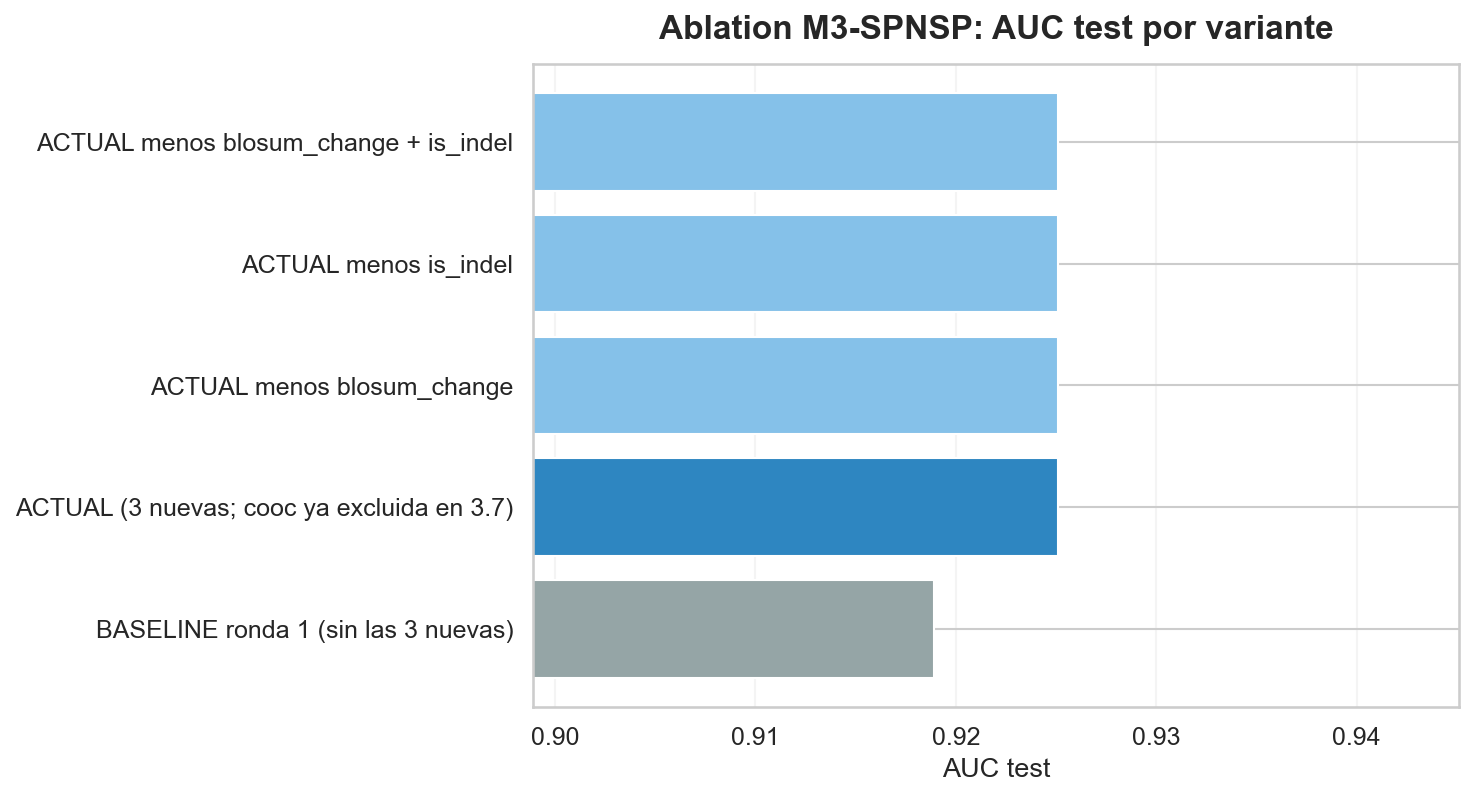 Ablation M3-SPNSP: AUC test por variante
ACTUAL menos blosum_change + is_indel
ACTUAL menos is_indel
ACTUAL menos blosum_change
ACTUAL (3 nuevas; cooc ya excluida en 3.7)
BASELINE ronda 1 (sin las 3 nuevas)
0.90 0.91 0.92 0.93 0.94
AUC test